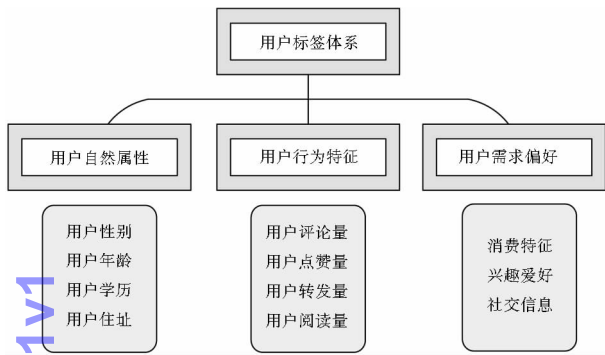 用户标签体系
用户自然属性
用户行为特征
用户需求偏好
用户性别
用户年龄
用户学历
用户住址
用户评论量
用户点赞量
用户转发量
用户阅读量
消费特征
兴趣爱好
社交信息
1v1